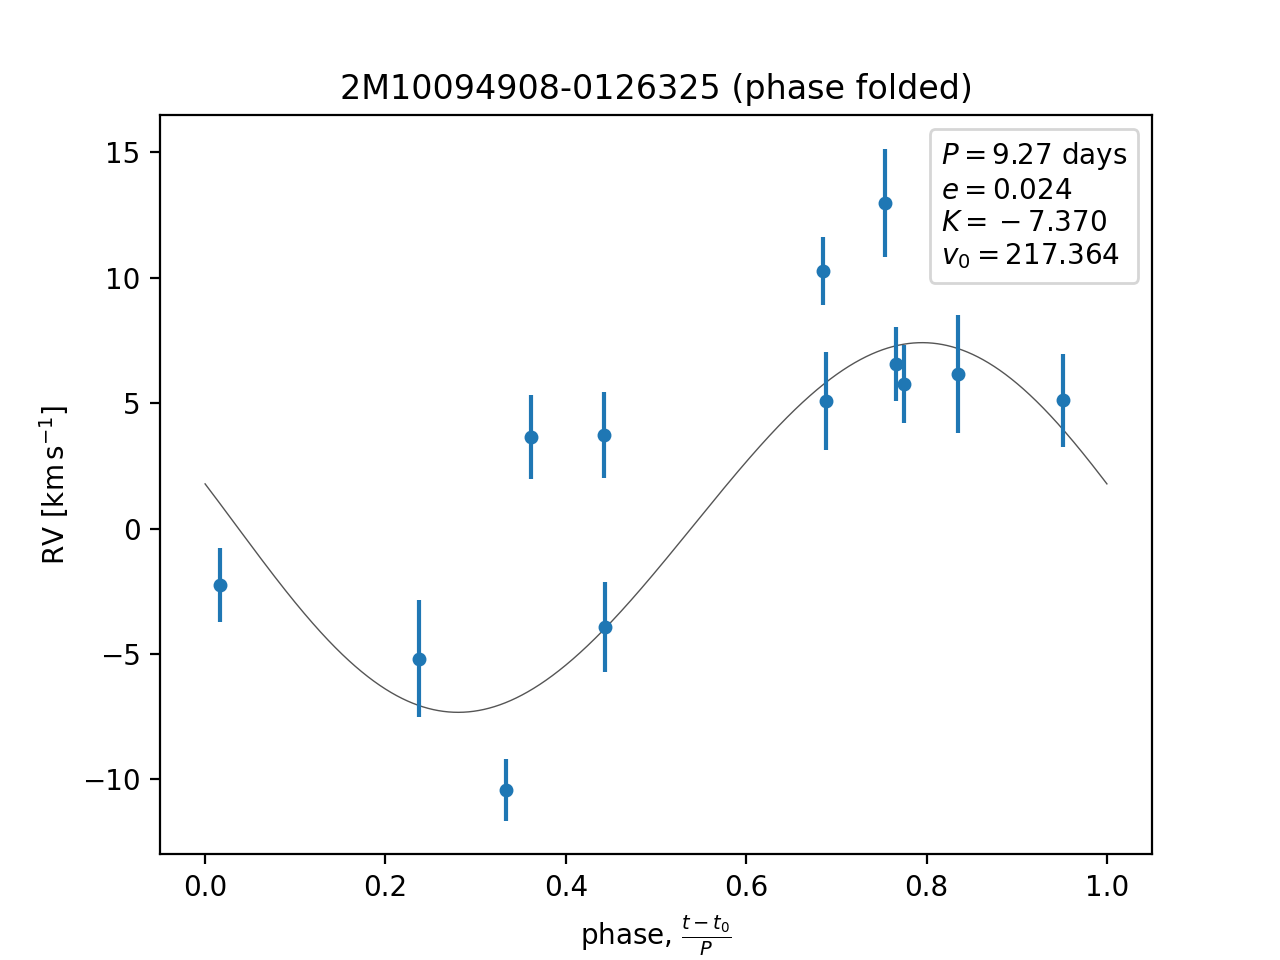 2M10094908-0126325 (phase folded)
P = 9.27 days
e = 0.024
K = −7.370
v₀ = 217.364
15
10
5
0
−5
−10
RV [km s⁻¹]
0.0 0.2 0.4 0.6 0.8 1.0
phase, (t − t₀)/P